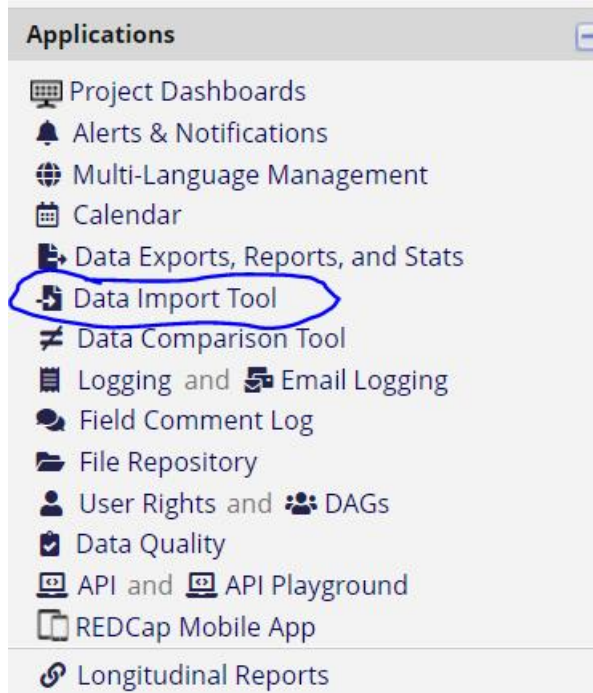 Applications
Project Dashboards
Alerts & Notifications
Multi-Language Management
Calendar
Data Exports, Reports, and Stats
Data Import Tool
Data Comparison Tool
Logging and Email Logging
Field Comment Log
File Repository
User Rights and DAGs
Data Quality
API and API Playground
REDCap Mobile App
Longitudinal Reports